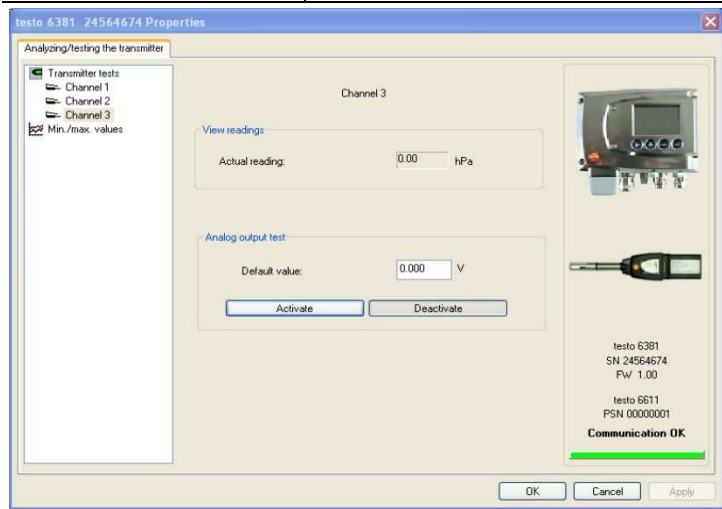 testo 6381 24564674 Properties
Analyzing/testing the transmitter
Transmitter tests
Channel 1
Channel 2
Channel 3
Min./max. values
Channel 3
View readings
Actual reading:
0.00
hPa
Analog output test
Default value:
0.000
V
Activate
Deactivate
testo 6381
SN 24564674
FW 1.00
testo 6611
PSN 00000001
Communication OK
OK
Cancel
Apply